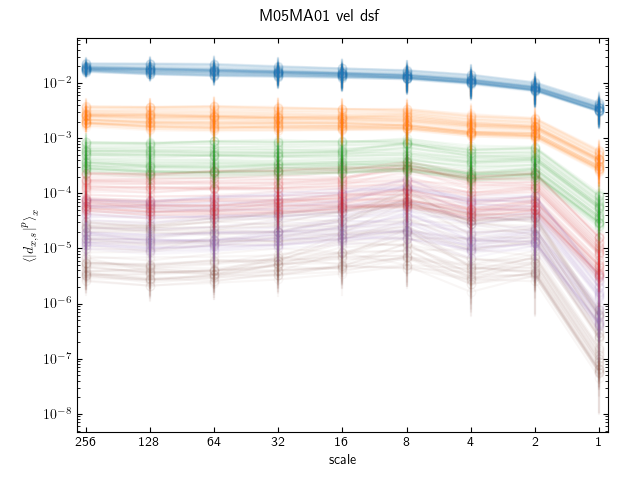 M05MA01 vel dsf
10⁻²
10⁻³
10⁻⁴
10⁻⁵
10⁻⁶
10⁻⁷
10⁻⁸
⟨|d_{x,s}|^p⟩_x
256 128 64 32 16 8 4 2 1
scale